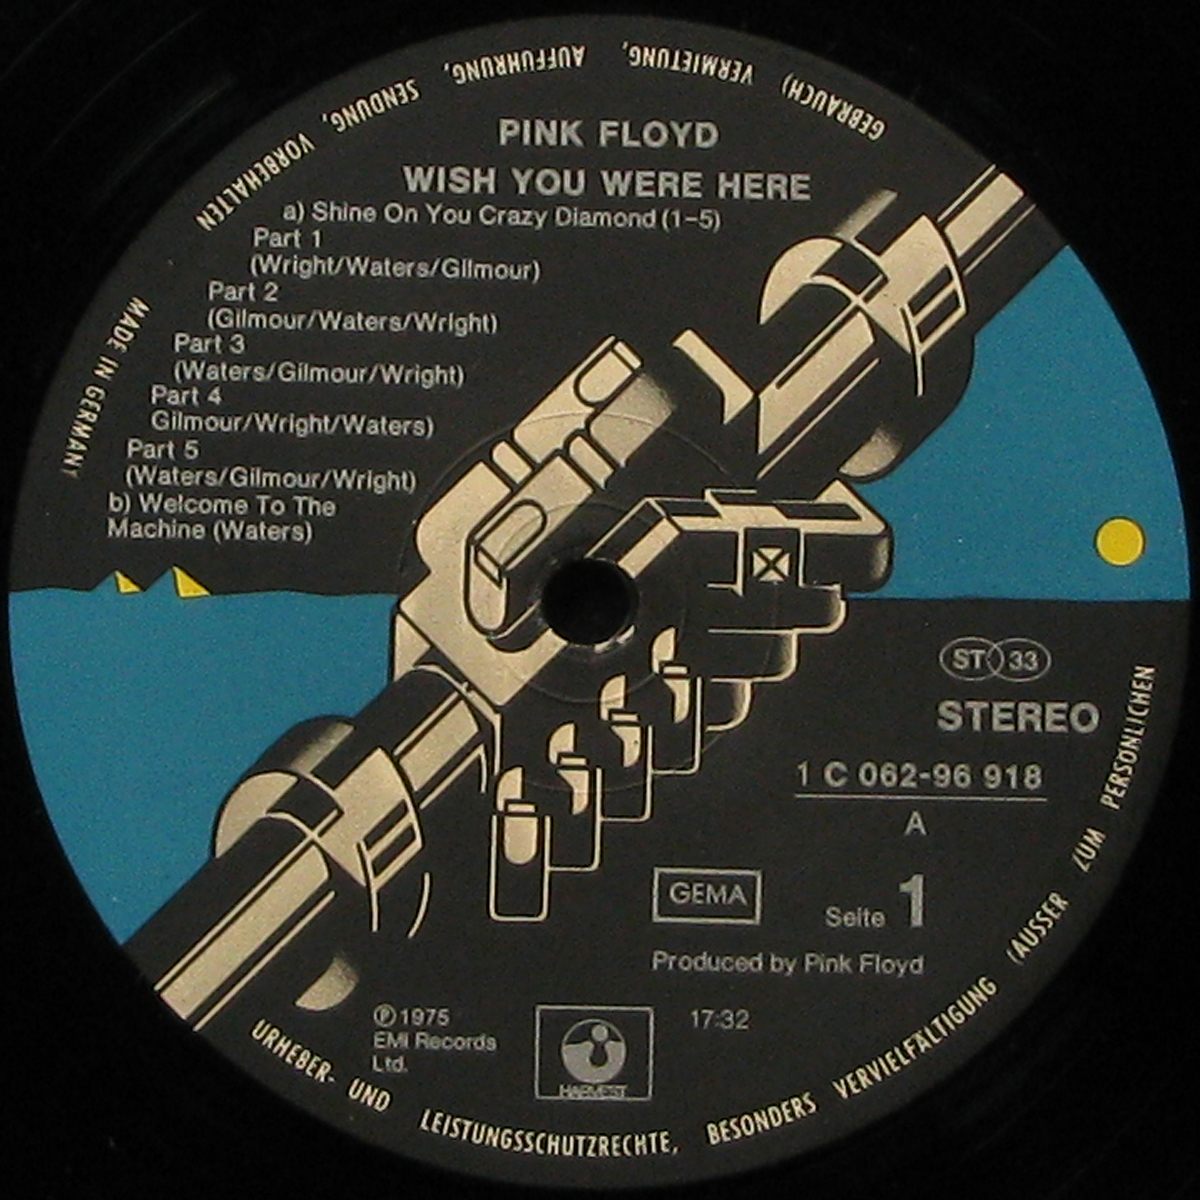 PINK FLOYD
WISH YOU WERE HERE
a) Shine On You Crazy Diamond (1-5)
Part 1
(Wright/Waters/Gilmour)
Part 2
(Gilmour/Waters/Wright)
Part 3
(Waters/Gilmour/Wright)
Part 4
Gilmour/Wright/Waters)
Part 5
(Waters/Gilmour/Wright)
b) Welcome To The
Machine (Waters)
ST 33
STEREO
1 C 062-96 918
A
GEMA
Seite 1
Produced by Pink Floyd
℗ 1975
EMI Records
Ltd.
HARVEST
17:32
MADE IN GERMANY
URHEBER- UND LEISTUNGSSCHUTZRECHTE, BESONDERS VERVIELFÄLTIGUNG (AUSSER ZUM PERSONLICHEN GEBRAUCH) VERMIETUNG, AUFFUHRUNG, SENDUNG, VORBEHALTEN